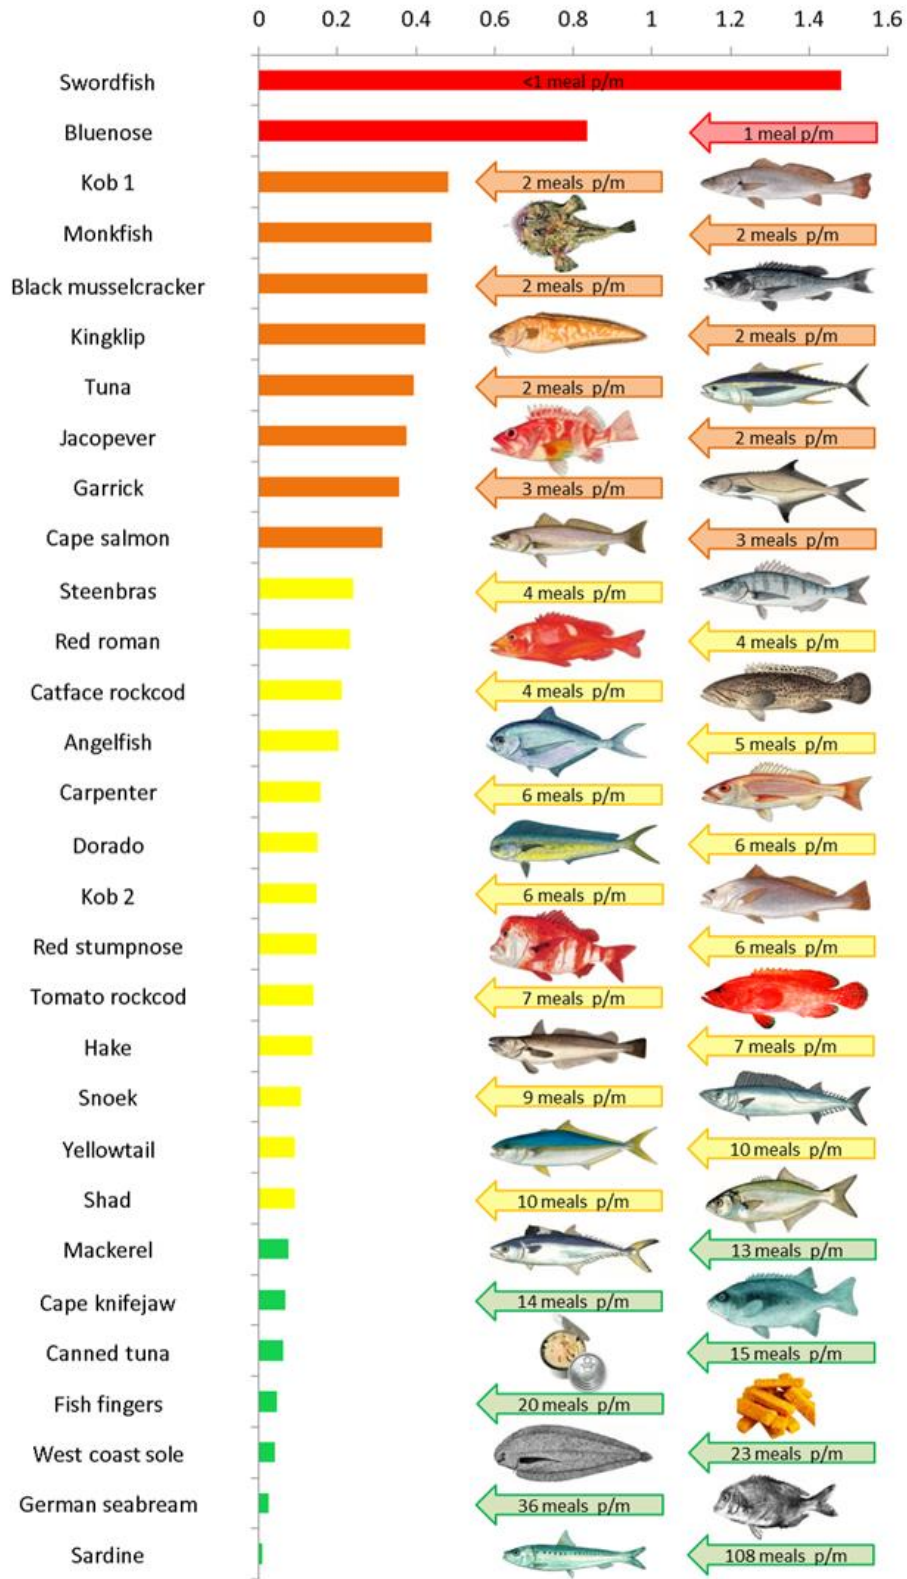 0 0.2 0.4 0.6 0.8 1 1.2 1.4 1.6
Swordfish <1 meal p/m
Bluenose 1 meal p/m
Kob 1 2 meals p/m
Monkfish 2 meals p/m
Black musselcracker 2 meals p/m
Kingklip 2 meals p/m
Tuna 2 meals p/m
Jacopever 2 meals p/m
Garrick 3 meals p/m
Cape salmon 3 meals p/m
Steenbras 4 meals p/m
Red roman 4 meals p/m
Catface rockcod 4 meals p/m
Angelfish 5 meals p/m
Carpenter 6 meals p/m
Dorado 6 meals p/m
Kob 2 6 meals p/m
Red stumpnose 6 meals p/m
Tomato rockcod 7 meals p/m
Hake 7 meals p/m
Snoek 9 meals p/m
Yellowtail 10 meals p/m
Shad 10 meals p/m
Mackerel 13 meals p/m
Cape knifejaw 14 meals p/m
Canned tuna 15 meals p/m
Fish fingers 20 meals p/m
West coast sole 23 meals p/m
German seabream 36 meals p/m
Sardine 108 meals p/m